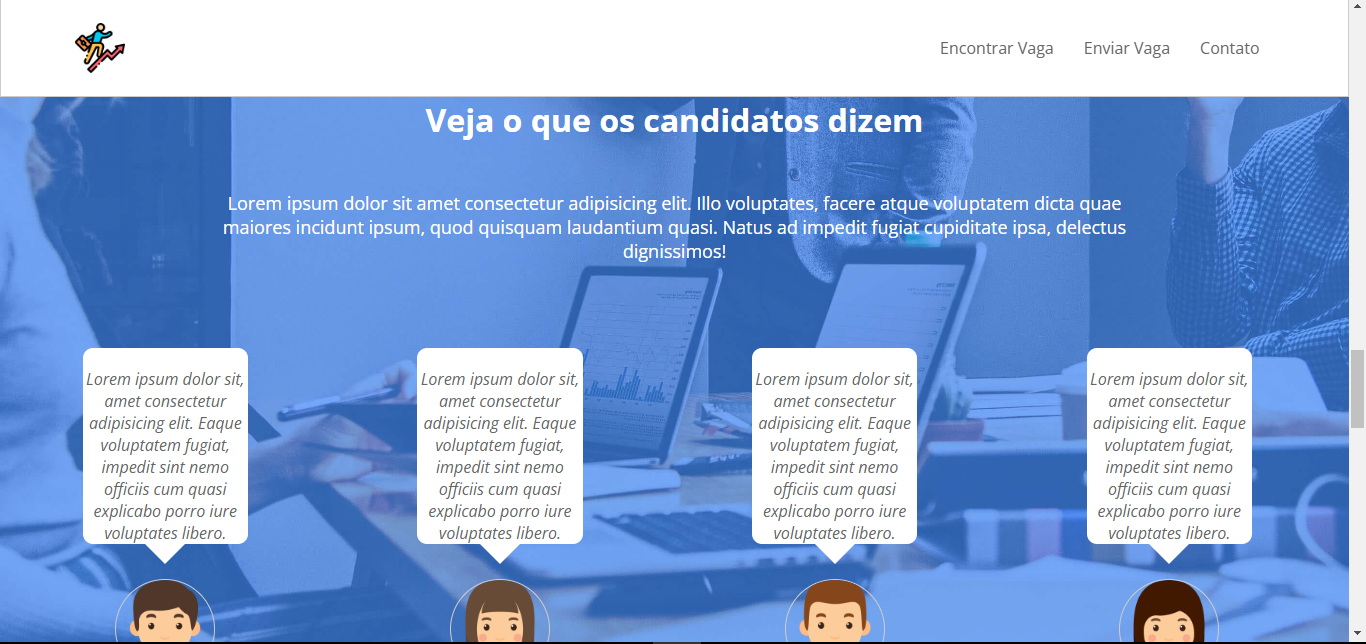 Encontrar Vaga Enviar Vaga Contato
Veja o que os candidatos dizem
Lorem ipsum dolor sit amet consectetur adipisicing elit. Illo voluptates, facere atque voluptatem dicta quae
maiores incidunt ipsum, quod quisquam laudantium quasi. Natus ad impedit fugiat cupiditate ipsa, delectus
dignissimos!
Lorem ipsum dolor sit,
amet consectetur
adipisicing elit. Eaque
voluptatem fugiat,
impedit sint nemo
officiis cum quasi
explicabo porro iure
voluptates libero.
Lorem ipsum dolor sit,
amet consectetur
adipisicing elit. Eaque
voluptatem fugiat,
impedit sint nemo
officiis cum quasi
explicabo porro iure
voluptates libero.
Lorem ipsum dolor sit,
amet consectetur
adipisicing elit. Eaque
voluptatem fugiat,
impedit sint nemo
officiis cum quasi
explicabo porro iure
voluptates libero.
Lorem ipsum dolor sit,
amet consectetur
adipisicing elit. Eaque
voluptatem fugiat,
impedit sint nemo
officiis cum quasi
explicabo porro iure
voluptates libero.